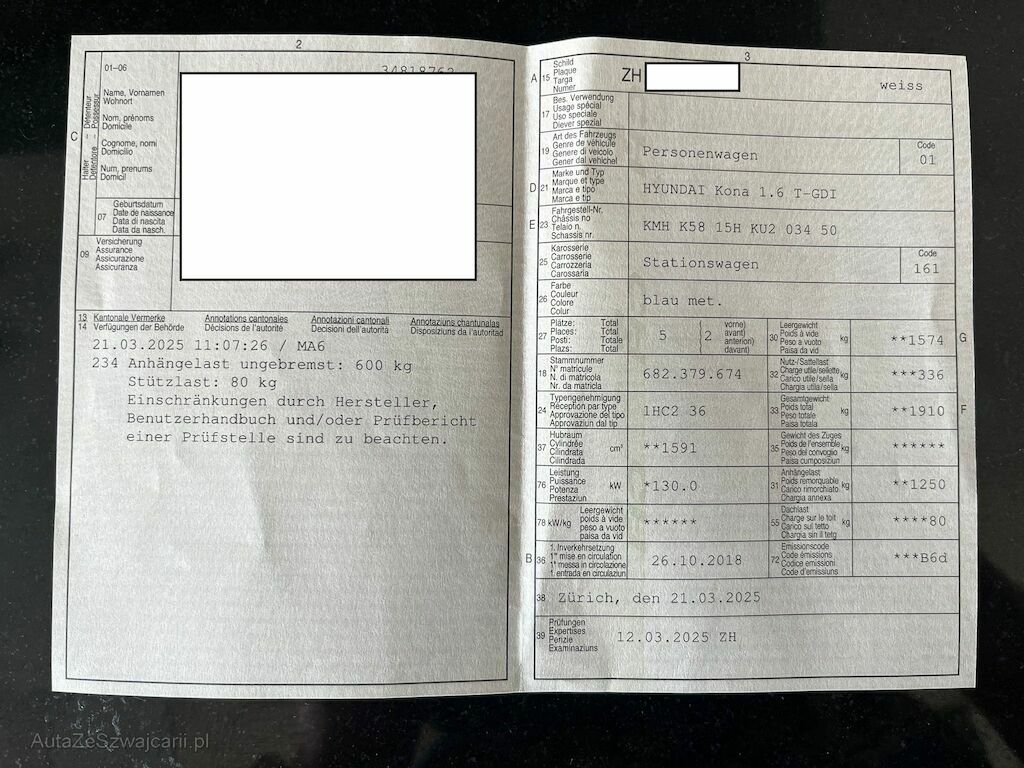 2
01–06
Name, Vornamen
Wohnort
Nom, prénoms
Domicile
Cognome, nomi
Domicilio
Num, prenums
Domicil
C
Halter – Détenteur
Detentore – Possessur
07
Geburtsdatum
Date de naissance
Data di nascita
Data da nasch.
09
Versicherung
Assurance
Assicurazione
Assicuranza
13 Kantonale Vermerke Annotations cantonales Annotazioni cantonali Annotaziuns chantunalas
14 Verfügungen der Behörde Décisions de l'autorité Decisioni dell'autorità Disposiziuns da l'autoritad
21.03.2025 11:07:26 / MA6
234 Anhängelast ungebremst: 600 kg
Stützlast: 80 kg
Einschränkungen durch Hersteller,
Benutzerhandbuch und/oder Prüfbericht
einer Prüfstelle sind zu beachten.
3
A 15
Schild
Plaque
Targa
Numer
ZH
weiss
17
Bes. Verwendung
Usage spécial
Uso speciale
Diever spezial
19
Art des Fahrzeugs
Genre de véhicule
Genere di veicolo
Gener dal vehichel
Personenwagen
Code
01
D 21
Marke und Typ
Marque et type
Marca e tipo
Marca e tip
HYUNDAI Kona 1.6 T-GDI
E 23
Fahrgestell-Nr.
Châssis no
Telaio n.
Schassis nr.
KMH K58 15H KU2 034 50
25
Karosserie
Carrosserie
Carrozzeria
Carossaria
Stationswagen
Code
161
26
Farbe
Couleur
Colore
Colur
blau met.
27
Plätze: Total
Places: Total
Posti: Totale
Plazs: Total
5
(2
vorne)
avant)
anteriori)
davant)
30
Leergewicht
Poids à vide
Peso a vuoto
Paisa da vid
kg
**1574
G
18
Stammnummer
N° matricule
N. di matricola
Nr. da matricla
682.379.674
32
Nutz-/Sattellast
Charge utile/sellette
Carico utile/sella
Chargia utila/sella
kg
***336
24
Typengenehmigung
Réception par type
Approvazione del tipo
Approvaziun dal tip
1HC2 36
33
Gesamtgewicht
Poids total
Peso totale
Paisa totala
kg
**1910
F
37
Hubraum
Cylindrée
Cilindrata
Cilindrada
cm³
**1591
35
Gewicht des Zuges
Poids de l'ensemble
Peso del convoglio
Paisa cumposiziun
kg
******
76
Leistung
Puissance
Potenza
Prestaziun
kW
*130.0
31
Anhängelast
Poids remorquable
Carico rimorchiato
Chargia annexa
kg
**1250
78 kW/kg
Leergewicht
poids à vide
peso a vuoto
paisa da vid
******
55
Dachlast
Charge sur le toit
Carico sul tetto
Chargia sin il tetg
kg
****80
B 36
1. Inverkehrsetzung
1re mise en circulation
1a messa in circolazione
1. entrada en circulaziun
26.10.2018
72
Emissionscode
Code émissions
Codice emissioni
Code d'emissiuns
***B6d
38
Zürich, den 21.03.2025
39
Prüfungen
Expertises
Perizie
Examinaziuns
12.03.2025 ZH
AutaZeSzwajcarii.pl